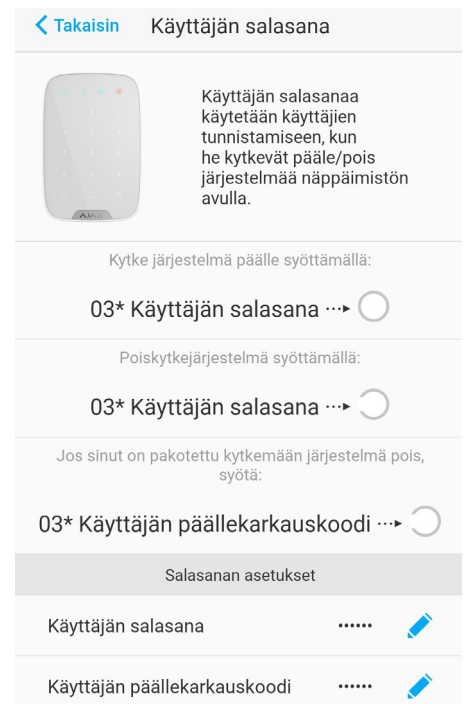 Takaisin Käyttäjän salasana
Käyttäjän salasanaa
käytetään käyttäjien
tunnistamiseen, kun
he kytkevät pääle/pois
järjestelmää näppäimistön
avulla.
AJAX
Kytke järjestelmä päälle syöttämällä:
03* Käyttäjän salasana
Poiskytkejärjestelmä syöttämällä:
03* Käyttäjän salasana
Jos sinut on pakotettu kytkemään järjestelmä pois,
syötä:
03* Käyttäjän päällekarkauskoodi
Salasanan asetukset
Käyttäjän salasana ••••••
Käyttäjän päällekarkauskoodi ••••••